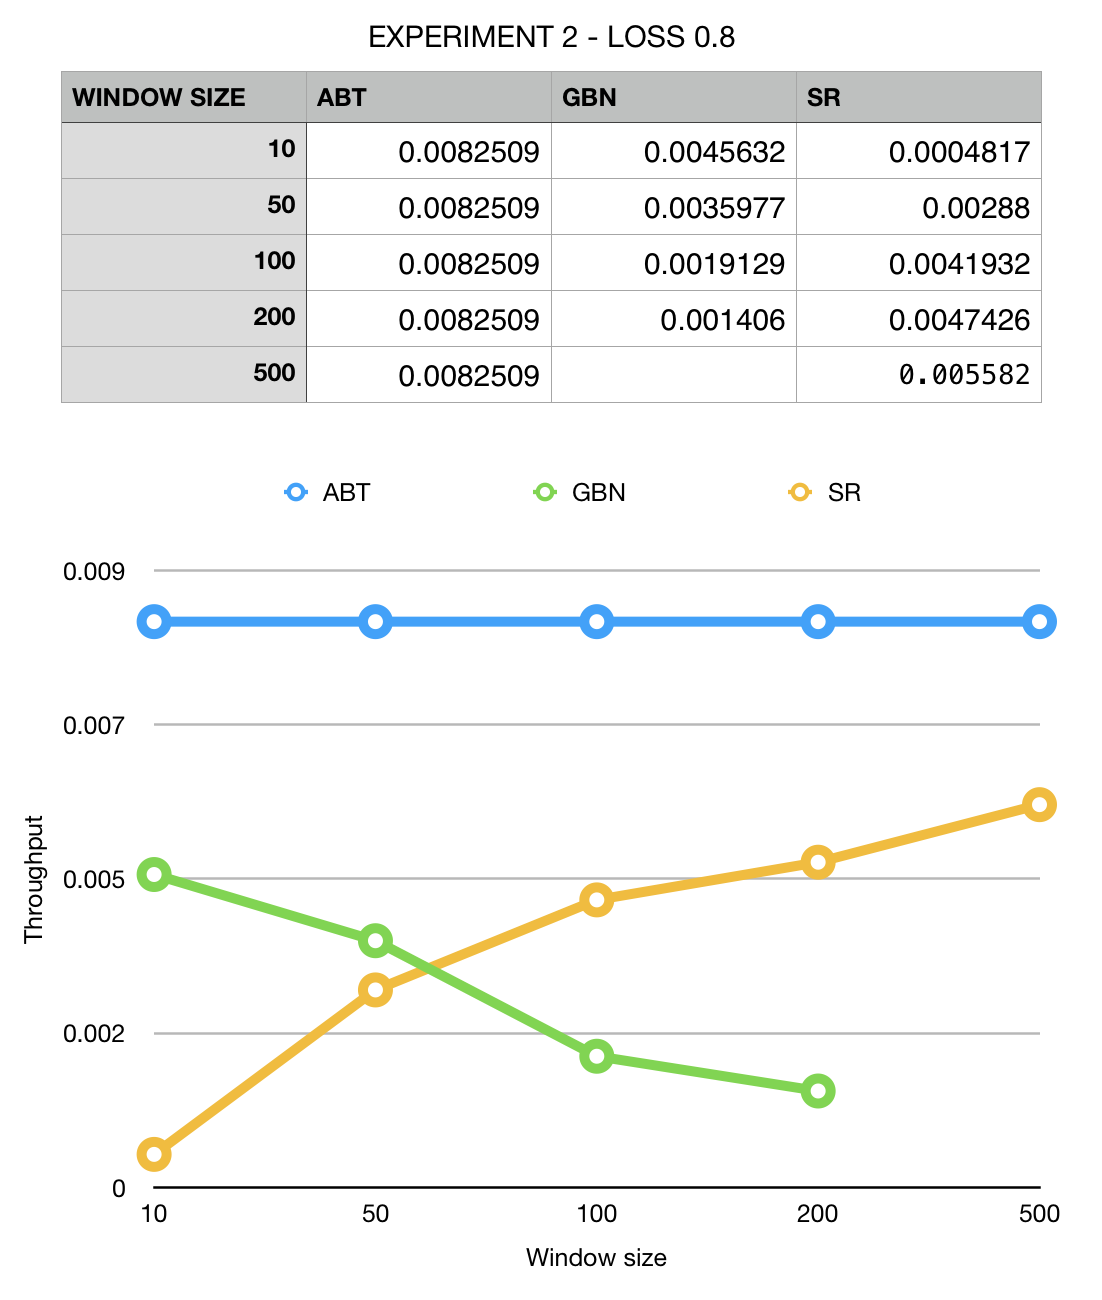 EXPERIMENT 2 - LOSS 0.8
WINDOW SIZE ABT GBN SR
10 0.0082509 0.0045632 0.0004817
50 0.0082509 0.0035977 0.00288
100 0.0082509 0.0019129 0.0041932
200 0.0082509 0.001406 0.0047426
500 0.0082509 0.005582
ABT GBN SR
0.009
0.007
0.005
0.002
0
Throughput
10 50 100 200 500
Window size